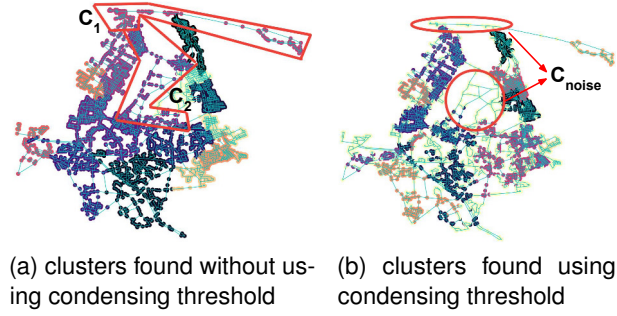 C1
C2
Cnoise
(a) clusters found without us-
ing condensing threshold
(b) clusters found using
condensing threshold